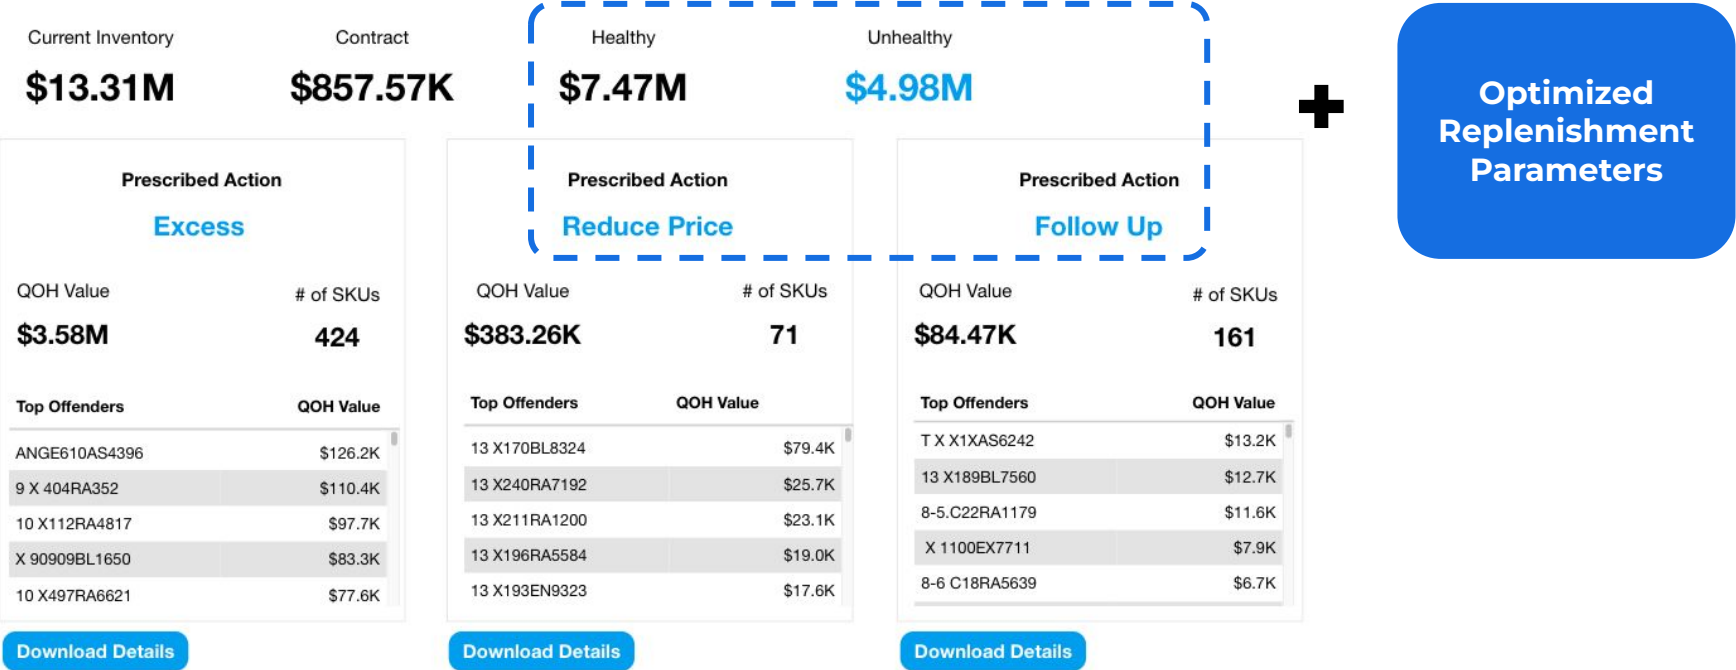 Current Inventory
Contract
Healthy
Unhealthy
$13.31M
$857.57K
$7.47M
$4.98M
Optimized
Replenishment
Parameters
Prescribed Action
Excess
QOH Value
# of SKUs
$3.58M
424
Top Offenders
QOH Value
ANGE610AS4396 $126.2K
9 X 404RA352 $110.4K
10 X112RA4817 $97.7K
X 90909BL1650 $83.3K
10 X497RA6621 $77.6K
Download Details
Prescribed Action
Reduce Price
QOH Value
# of SKUs
$383.26K
71
Top Offenders
QOH Value
13 X170BL8324 $79.4K
13 X240RA7192 $25.7K
13 X211RA1200 $23.1K
13 X196RA5584 $19.0K
13 X193EN9323 $17.6K
Download Details
Prescribed Action
Follow Up
QOH Value
# of SKUs
$84.47K
161
Top Offenders
QOH Value
T X X1XAS6242 $13.2K
13 X189BL7560 $12.7K
8-5.C22RA1179 $11.6K
X 1100EX7711 $7.9K
8-6 C18RA5639 $6.7K
Download Details